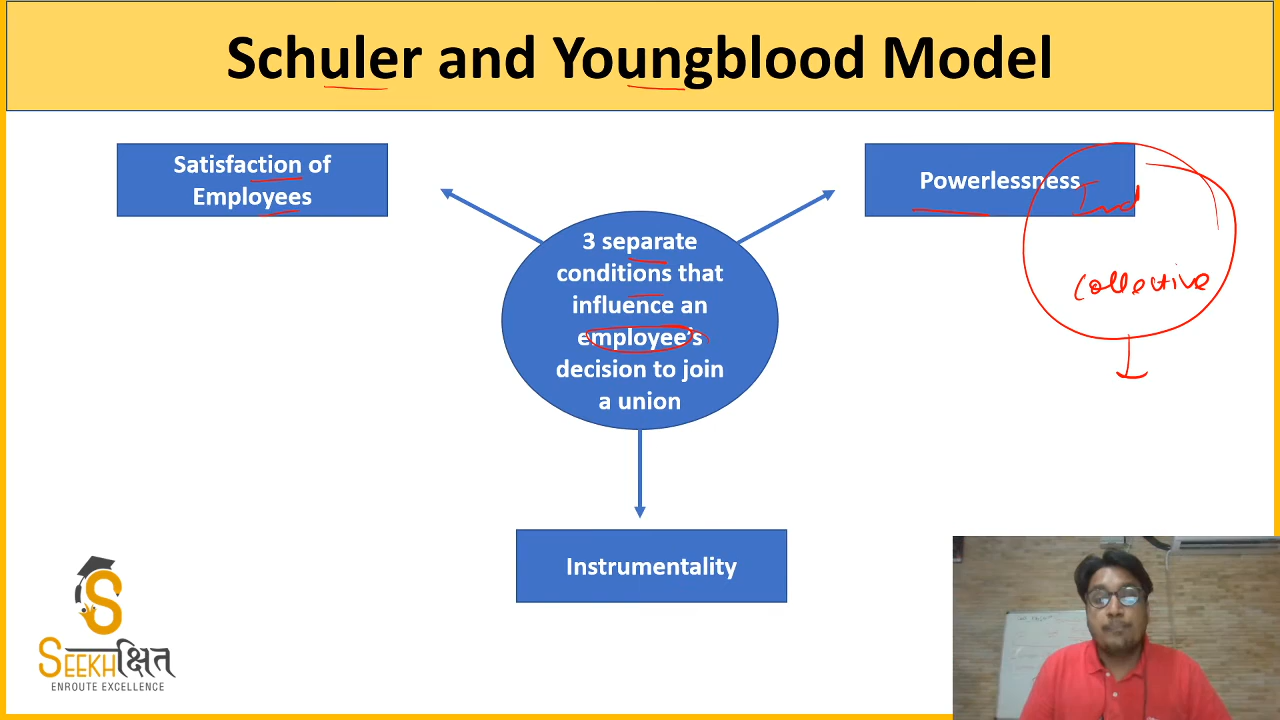 Schuler and Youngblood Model
Satisfaction of
Employees
Powerlessness
Ind
collective
3 separate
conditions that
influence an
employee's
decision to join
a union
Instrumentality
SEEKHक्षित
ENROUTE EXCELLENCE